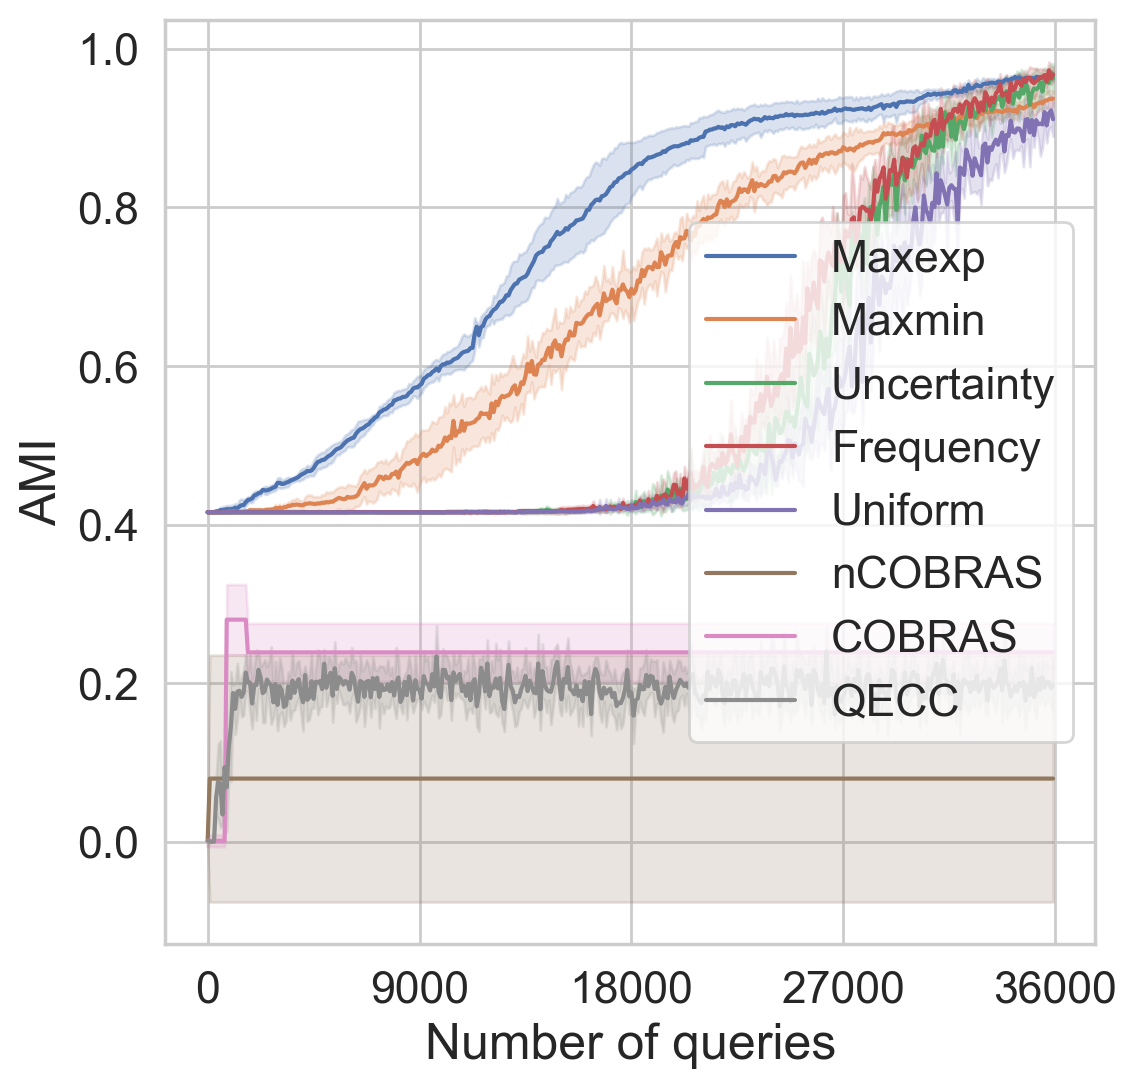 1.0
0.8
0.6
0.4
0.2
0.0
AMI
Maxexp
Maxmin
Uncertainty
Frequency
Uniform
nCOBRAS
COBRAS
QECC
0 9000 18000 27000 36000
Number of queries